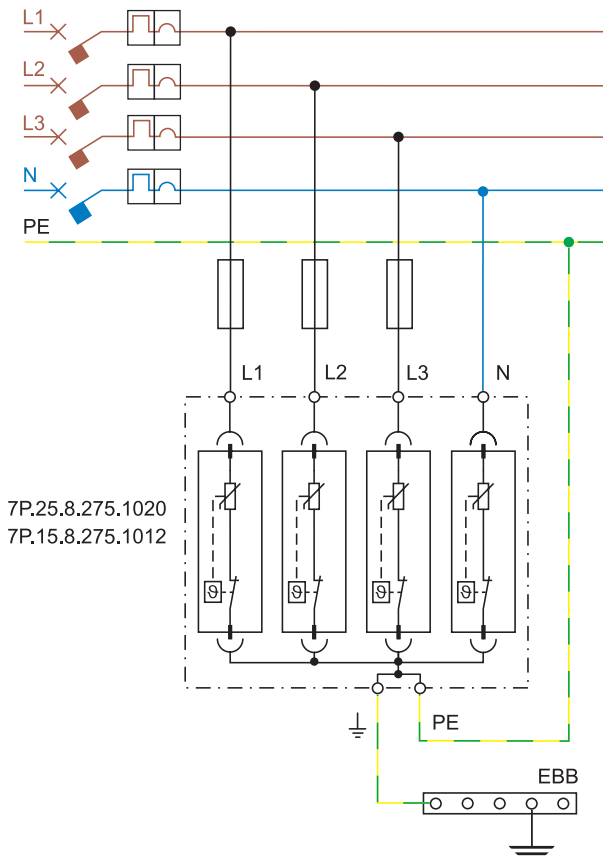 L1
L2
L3
N
PE
L1 L2 L3 N
7P.25.8.275.1020
7P.15.8.275.1012
ϑ ϑ ϑ ϑ
PE
EBB